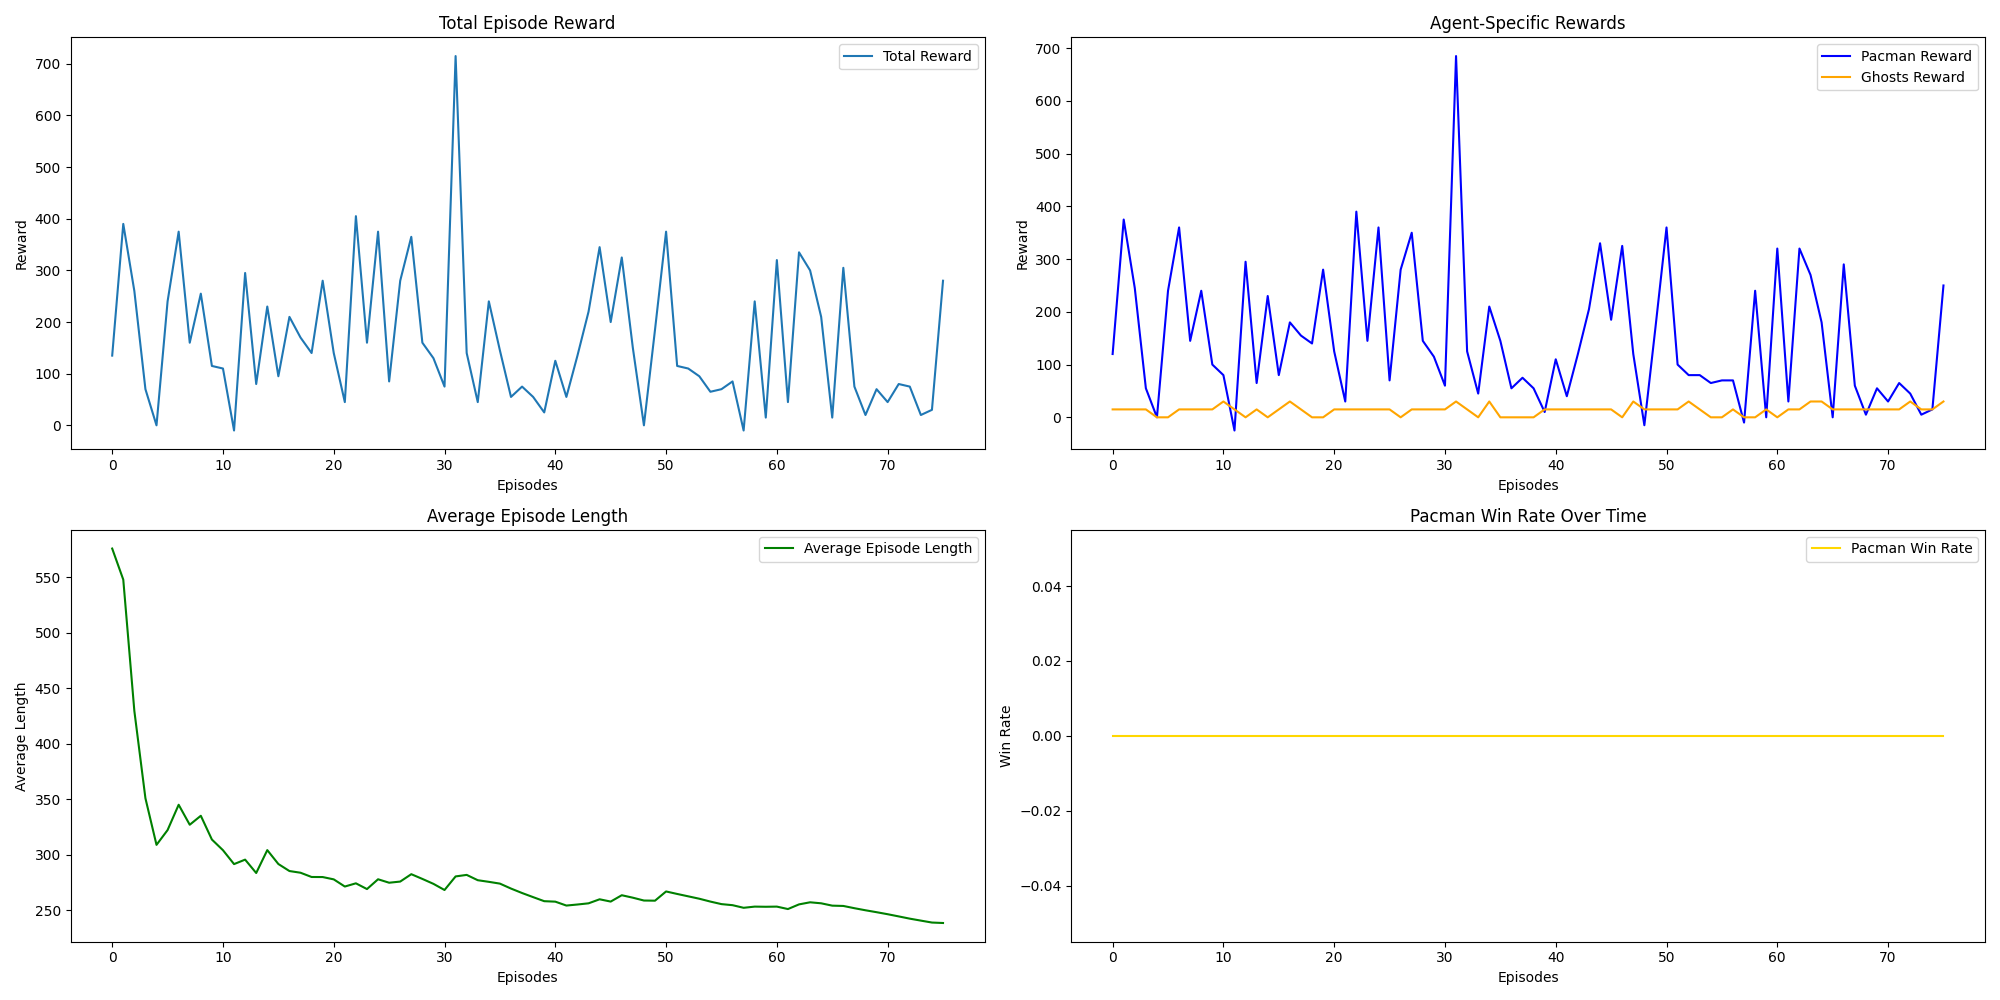 Total Episode Reward
Total Reward
Reward
700
600
500
400
300
200
100
0
0 10 20 30 40 50 60 70
Episodes
Agent-Specific Rewards
Pacman Reward
Ghosts Reward
Reward
700
600
500
400
300
200
100
0
0 10 20 30 40 50 60 70
Episodes
Average Episode Length
Average Episode Length
Average Length
550
500
450
400
350
300
250
0 10 20 30 40 50 60 70
Episodes
Pacman Win Rate Over Time
Pacman Win Rate
Win Rate
0.04
0.02
0.00
−0.02
−0.04
0 10 20 30 40 50 60 70
Episodes